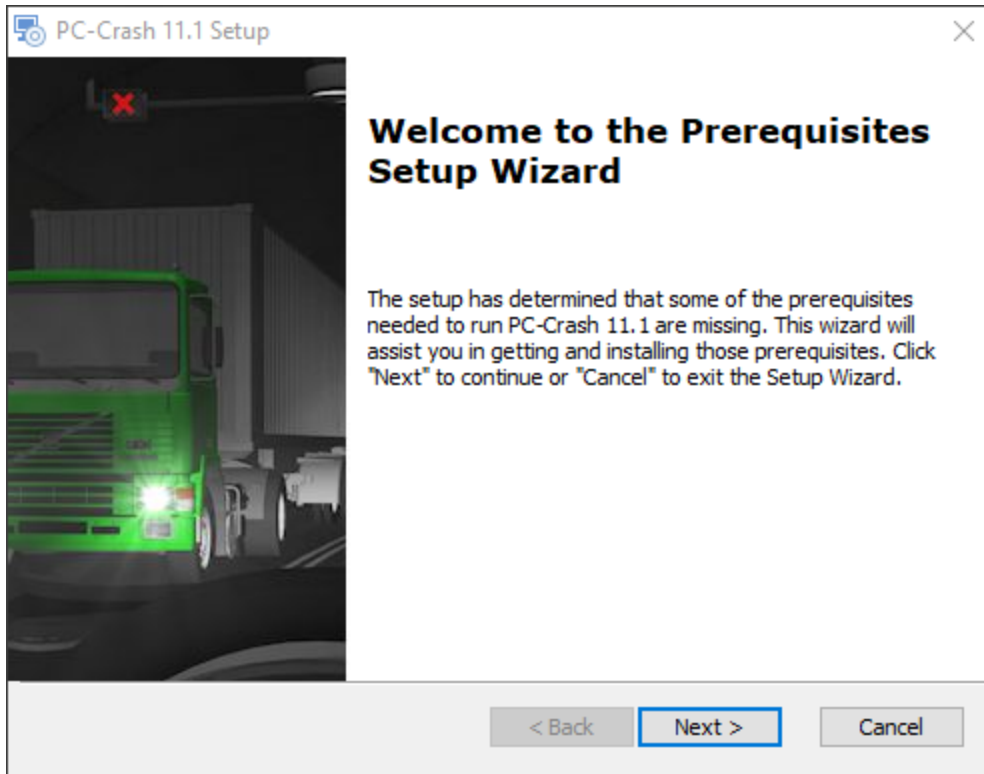 PC-Crash 11.1 Setup
Welcome to the Prerequisites
Setup Wizard
The setup has determined that some of the prerequisites
needed to run PC-Crash 11.1 are missing. This wizard will
assist you in getting and installing those prerequisites. Click
"Next" to continue or "Cancel" to exit the Setup Wizard.
< Back
Next >
Cancel